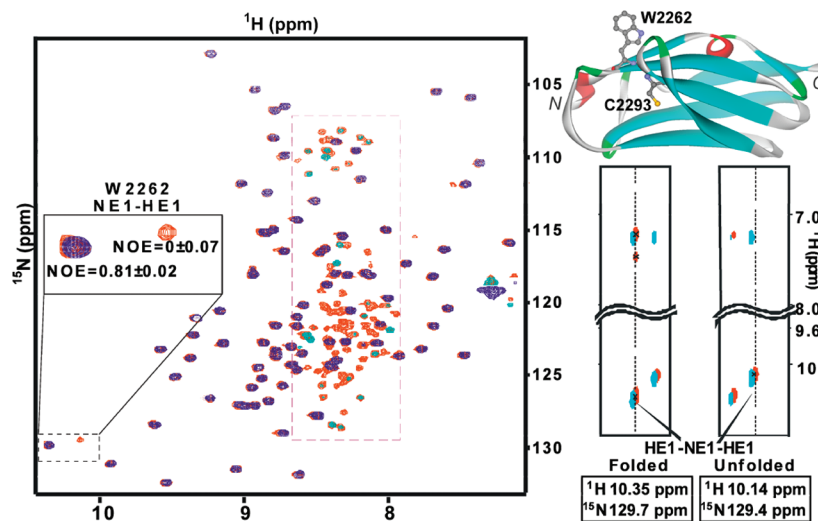 ¹H (ppm)
105
110
115
120
125
130
¹⁵N (ppm)
10
9
8
W2262
NE1-HE1
NOE=0±0.07
NOE=0.81±0.02
W2262
C2293
N
C
7.0
8.0
9.6
10
¹H (ppm)
HE1-NE1-HE1
Folded
Unfolded
¹H 10.35 ppm
¹⁵N 129.7 ppm
¹H 10.14 ppm
¹⁵N 129.4 ppm